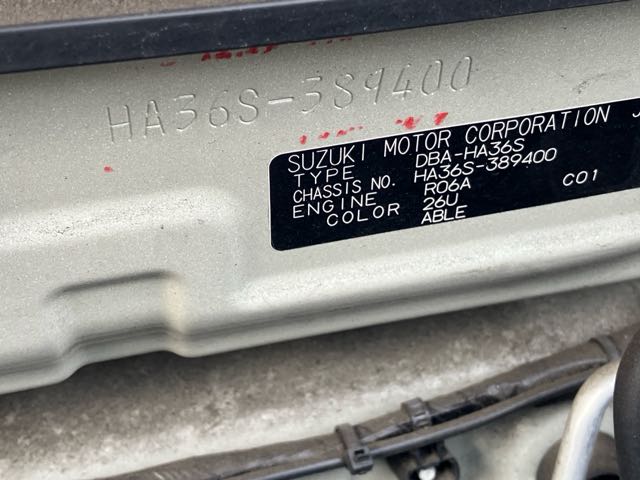 HA36S-389400
SUZUKI MOTOR CORPORATION J
TYPE DBA-HA36S
CHASSIS NO. HA36S-389400
ENGINE R06A C01
COLOR 26U
ABLE